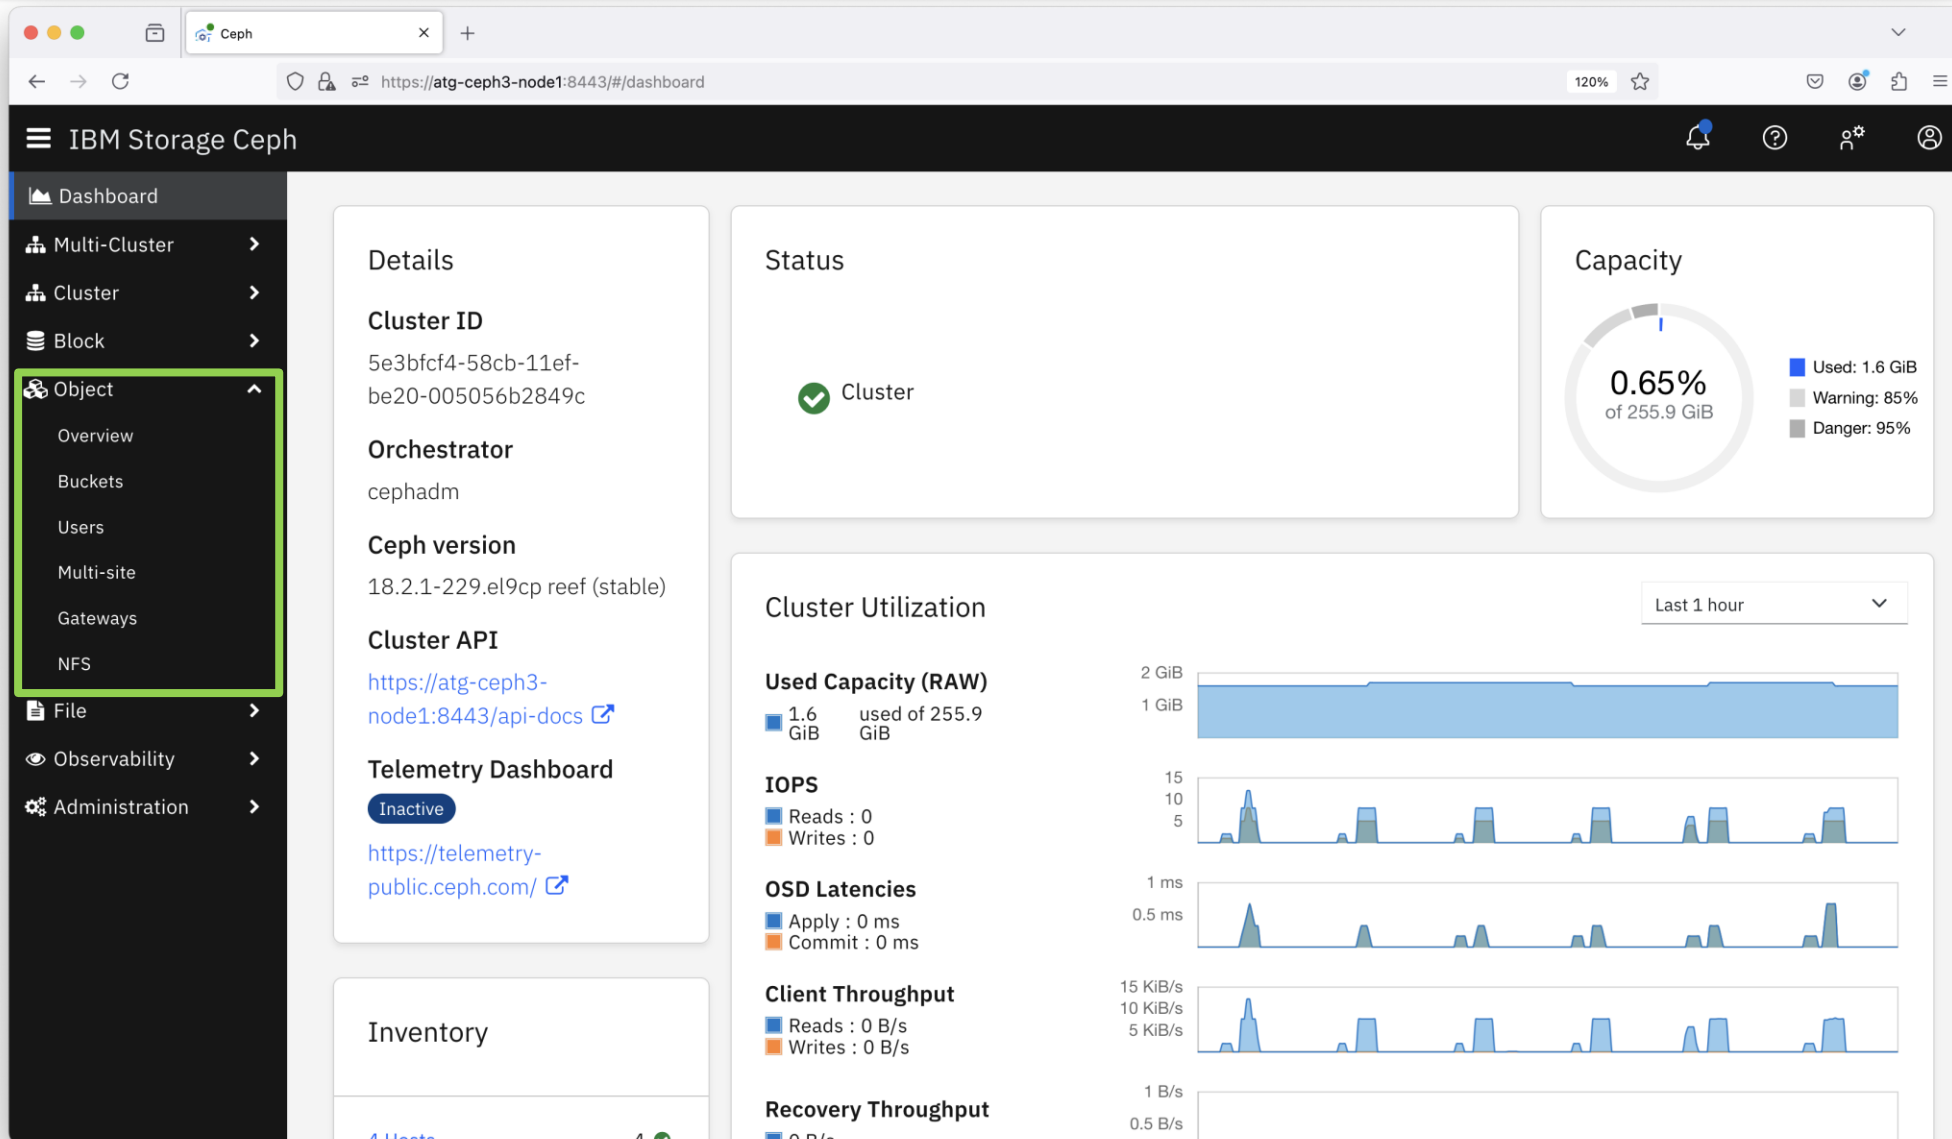 Ceph
https://atg-ceph3-node1:8443/#/dashboard
120%
IBM Storage Ceph
Dashboard
Multi-Cluster
Cluster
Block
Object
Overview
Buckets
Users
Multi-site
Gateways
NFS
File
Observability
Administration
Details
Cluster ID
5e3bfcf4-58cb-11ef-
be20-005056b2849c
Orchestrator
cephadm
Ceph version
18.2.1-229.el9cp reef (stable)
Cluster API
https://atg-ceph3-
node1:8443/api-docs
Telemetry Dashboard
Inactive
https://telemetry-
public.ceph.com/
Inventory
4 Hosts 4
Status
Cluster
Capacity
0.65%
of 255.9 GiB
Used: 1.6 GiB
Warning: 85%
Danger: 95%
Cluster Utilization
Last 1 hour
Used Capacity (RAW)
1.6 used of 255.9
GiB GiB
2 GiB
1 GiB
IOPS
Reads : 0
Writes : 0
15
10
5
OSD Latencies
Apply : 0 ms
Commit : 0 ms
1 ms
0.5 ms
Client Throughput
Reads : 0 B/s
Writes : 0 B/s
15 KiB/s
10 KiB/s
5 KiB/s
Recovery Throughput
0 B/s
1 B/s
0.5 B/s